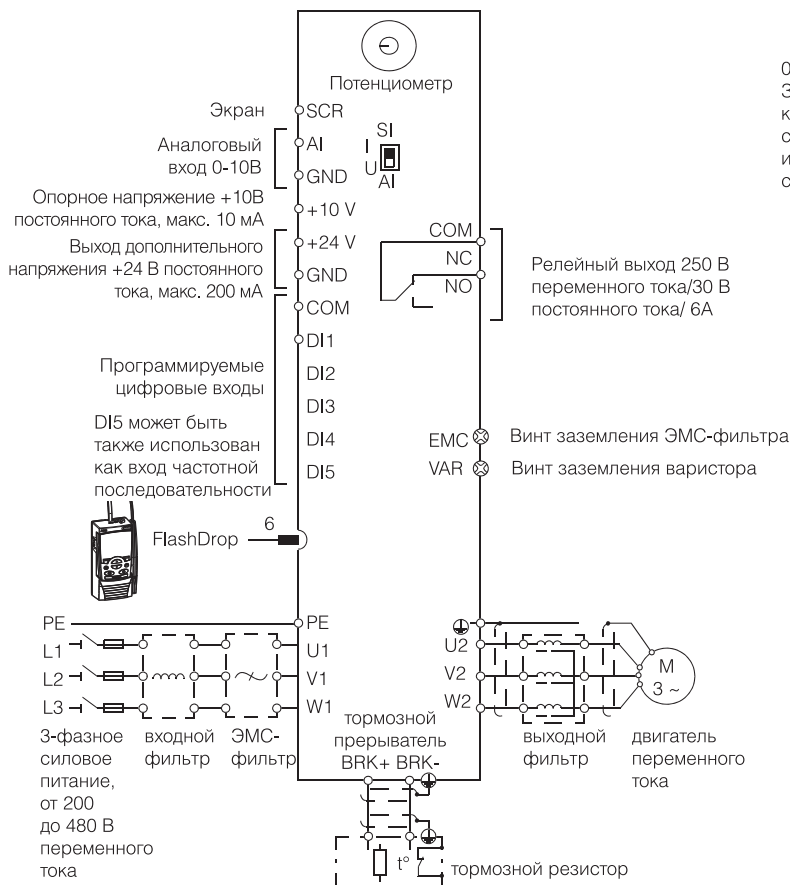 Потенциометр
Экран
SCR
Аналоговый
вход 0-10В
AI
GND
SI
I
U
AI
Опорное напряжение +10В
постоянного тока, макс. 10 мА
+10 V
Выход дополнительного
напряжения +24 В постоянного
тока, макс. 200 мА
+24 V
GND
COM
NC
NO
Релейный выход 250 В
переменного тока/30 В
постоянного тока/ 6А
COM
DI1
DI2
DI3
DI4
DI5
Программируемые
цифровые входы
DI5 может быть
также использован
как вход частотной
последовательности
EMC
Винт заземления ЭМС-фильтра
VAR
Винт заземления варистора
FlashDrop
6
PE
PE
L1
U1
L2
V1
L3
W1
U2
V2
W2
M
3 ~
3-фазное
силовое
питание,
от 200
до 480 В
переменного
тока
входной
фильтр
ЭМС-
фильтр
тормозной
прерыватель
BRK+ BRK-
выходной
фильтр
двигатель
переменного
тока
t°
тормозной резистор